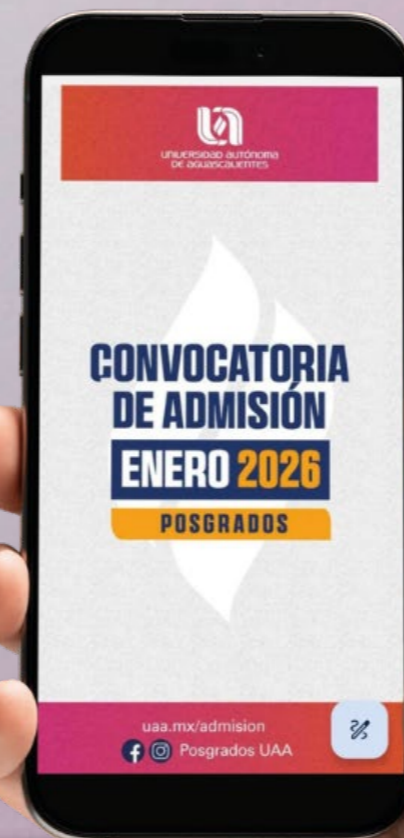 UNIVERSIDAD AUTÓNOMA
DE AGUASCALIENTES
CONVOCATORIA
DE ADMISIÓN
ENERO 2026
POSGRADOS
uaa.mx/admision
Posgrados UAA